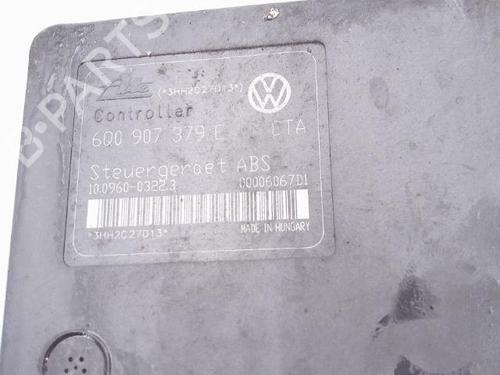 Ate (*3HH2C27D13*)
Controller
6Q0 907 379 E CTA
Steuergeraet ABS
10.0960-0322.3 00006067D1
*3HH2C27D13* MADE IN HUNGARY
PARTS